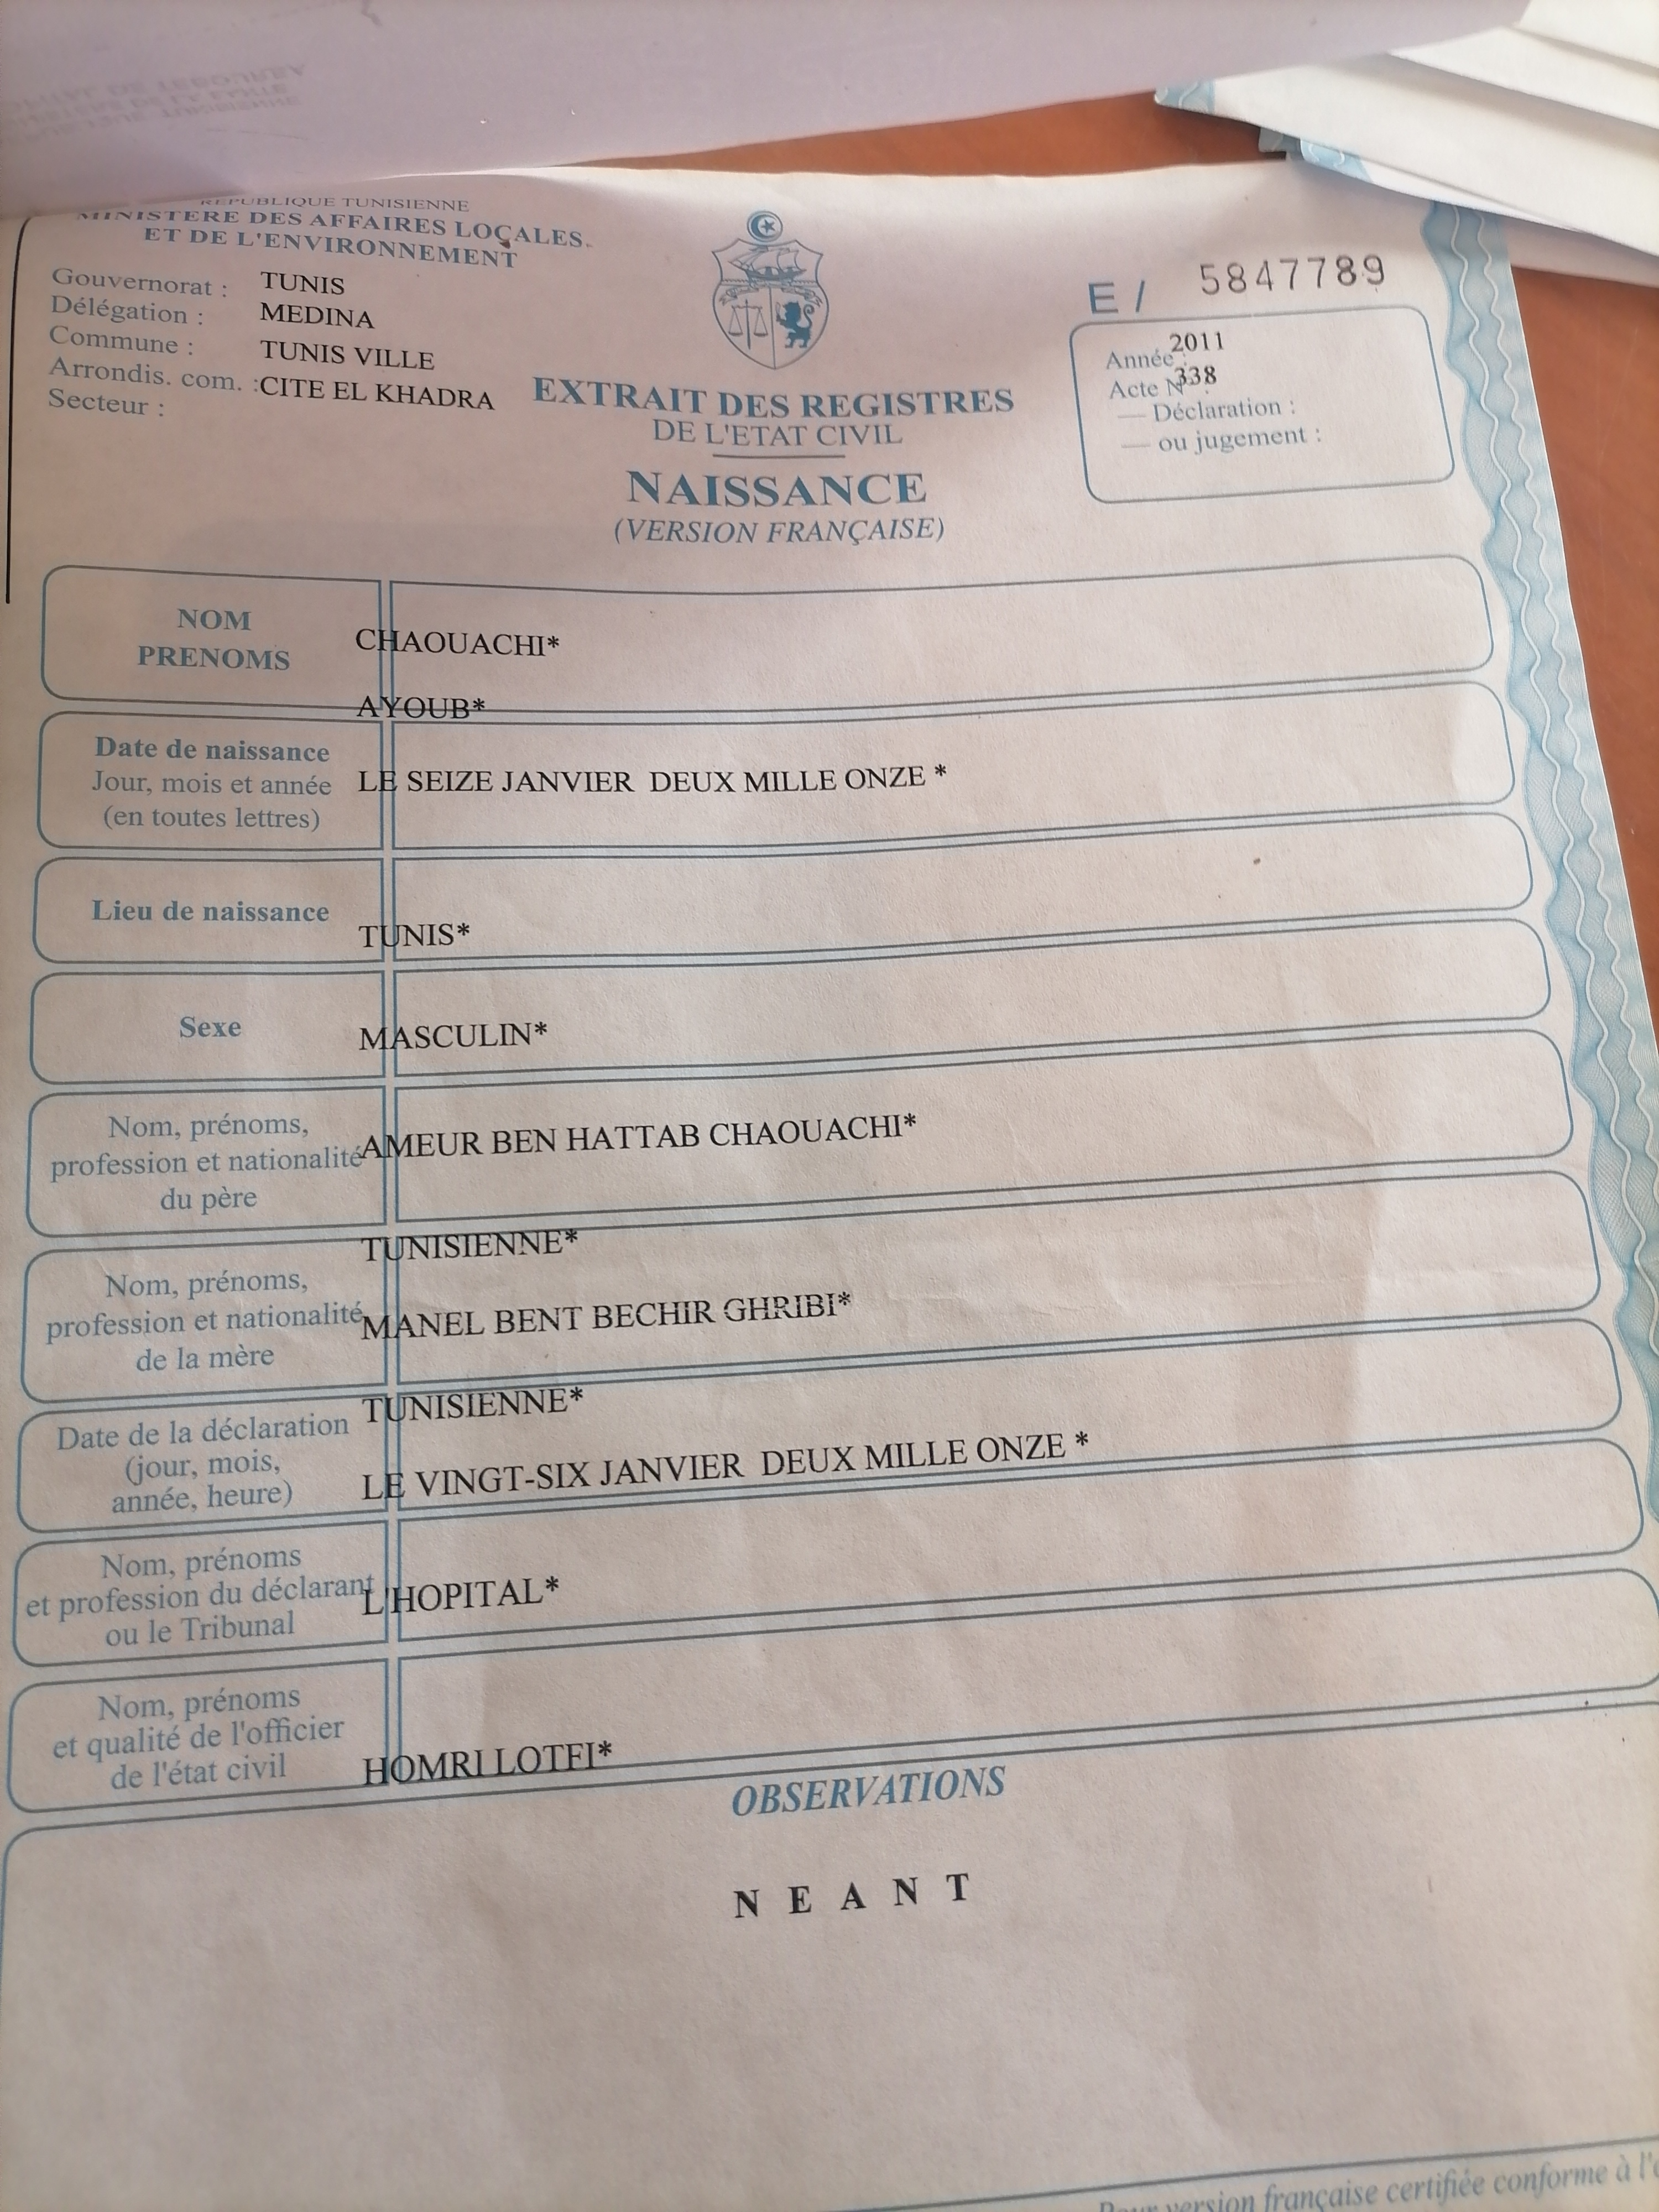 REPUBLIQUE TUNISIENNE
MINISTERE DES AFFAIRES LOCALES
ET DE L'ENVIRONNEMENT
Gouvernorat : TUNIS
Délégation : MEDINA
Commune : TUNIS VILLE
Arrondis. com. : CITE EL KHADRA
Secteur :
E / 5847789
Année : 2011
Acte N° : 338
— Déclaration :
— ou jugement :
EXTRAIT DES REGISTRES
DE L'ETAT CIVIL
NAISSANCE
(VERSION FRANÇAISE)
NOM
PRENOMS
CHAOUACHI*
AYOUB*
Date de naissance
Jour, mois et année
(en toutes lettres)
LE SEIZE JANVIER DEUX MILLE ONZE *
Lieu de naissance
TUNIS*
Sexe
MASCULIN*
Nom, prénoms,
profession et nationalité
du père
AMEUR BEN HATTAB CHAOUACHI*
TUNISIENNE*
Nom, prénoms,
profession et nationalité
de la mère
MANEL BENT BECHIR GHRIBI*
TUNISIENNE*
Date de la déclaration
(jour, mois,
année, heure)
LE VINGT-SIX JANVIER DEUX MILLE ONZE *
Nom, prénoms
et profession du déclarant
ou le Tribunal
L'HOPITAL*
Nom, prénoms
et qualité de l'officier
de l'état civil
HOMRI LOTFI*
OBSERVATIONS
N E A N T
Pour version française certifiée conforme à